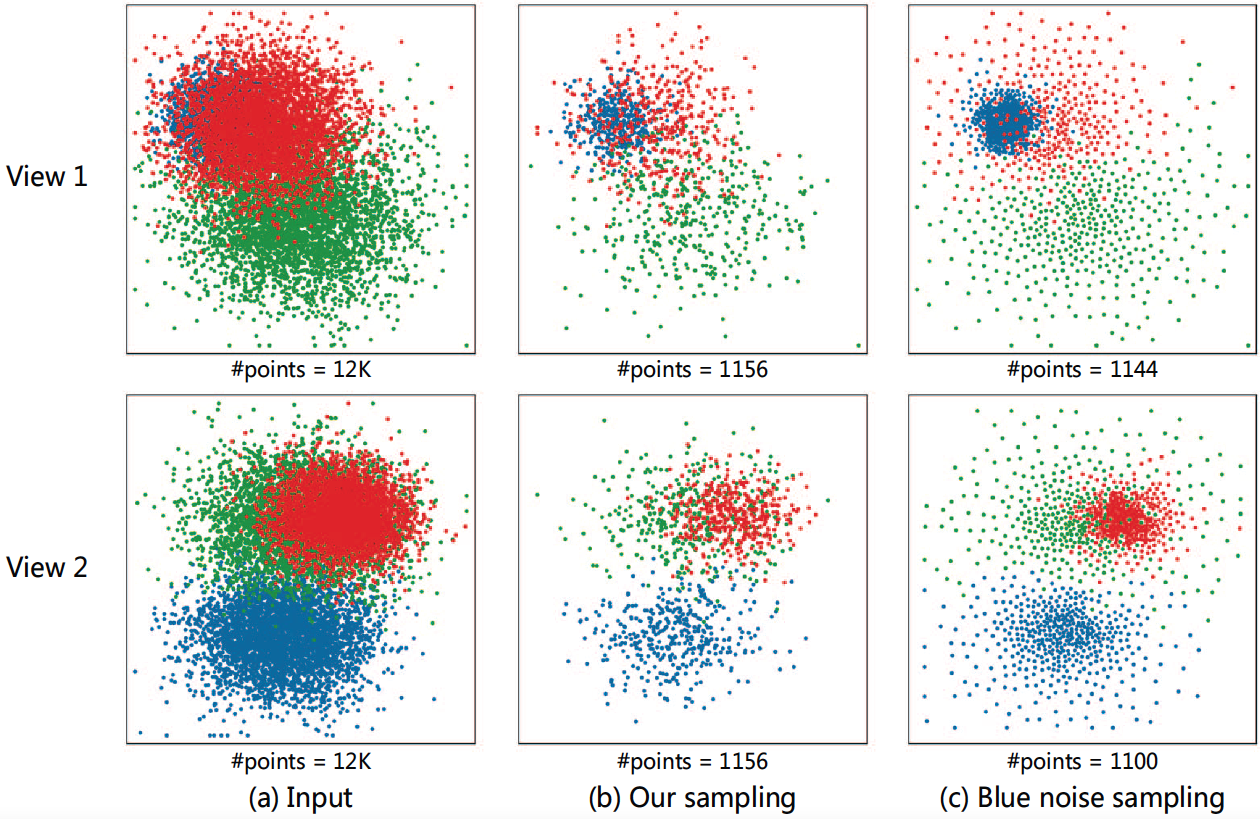 View 1
#points = 12K
#points = 1156
#points = 1144
View 2
#points = 12K
#points = 1156
#points = 1100
(a) Input
(b) Our sampling
(c) Blue noise sampling